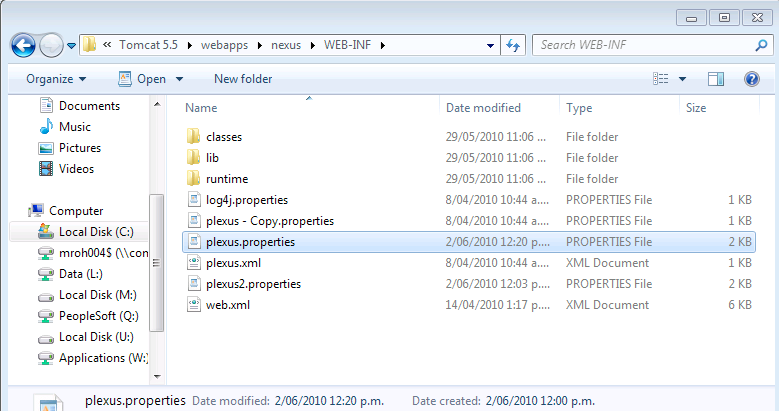 « Tomcat 5.5 ▸ webapps ▸ nexus ▸ WEB-INF ▸ Search WEB-INF
Organize Open New folder
Name Date modified Type Size
Documents
Music
Pictures
Videos
Computer
Local Disk (C:)
mroh004$ (\\con
Data (L:)
Local Disk (M:)
PeopleSoft (Q:)
Local Disk (U:)
Applications (W:
classes 29/05/2010 11:06 ... File folder
lib 29/05/2010 11:06 ... File folder
runtime 29/05/2010 11:06 ... File folder
log4j.properties 8/04/2010 10:44 a.... PROPERTIES File 1 KB
plexus - Copy.properties 8/04/2010 10:44 a.... PROPERTIES File 1 KB
plexus.properties 2/06/2010 12:20 p.... PROPERTIES File 2 KB
plexus.xml 8/04/2010 10:44 a.... XML Document 1 KB
plexus2.properties 2/06/2010 12:03 p.... PROPERTIES File 2 KB
web.xml 14/04/2010 1:17 p.... XML Document 6 KB
plexus.properties Date modified: 2/06/2010 12:20 p.m. Date created: 2/06/2010 12:00 p.m.